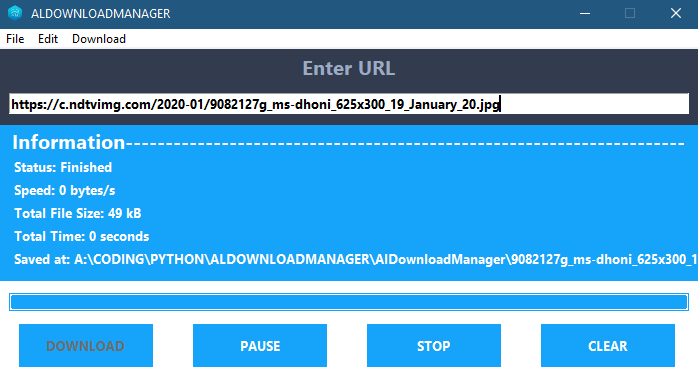 ALDOWNLOADMANAGER
File Edit Download
Enter URL
https://c.ndtvimg.com/2020-01/9082127g_ms-dhoni_625x300_19_January_20.jpg
Information----------------------------------------------------------------------
Status: Finished
Speed: 0 bytes/s
Total File Size: 49 kB
Total Time: 0 seconds
Saved at: A:\CODING\PYTHON\ALDOWNLOADMANAGER\AlDownloadManager\9082127g_ms-dhoni_625x300_1
DOWNLOAD PAUSE STOP CLEAR